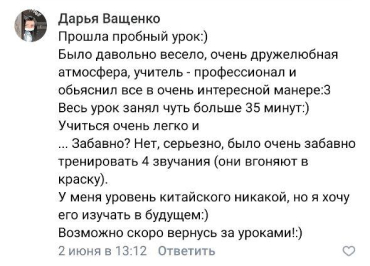 Дарья Ващенко
Прошла пробный урок:)
Было давольно весело, очень дружелюбная
атмосфера, учитель - профессионал и
обьяснил все в очень интересной манере:3
Весь урок занял чуть больше 35 минут:)
Учиться очень легко и
... Забавно? Нет, серьезно, было очень забавно
тренировать 4 звучания (они вгоняют в
краску).
У меня уровень китайского никакой, но я хочу
его изучать в будущем:)
Возможно скоро вернусь за уроками!:)
2 июня в 13:12 Ответить